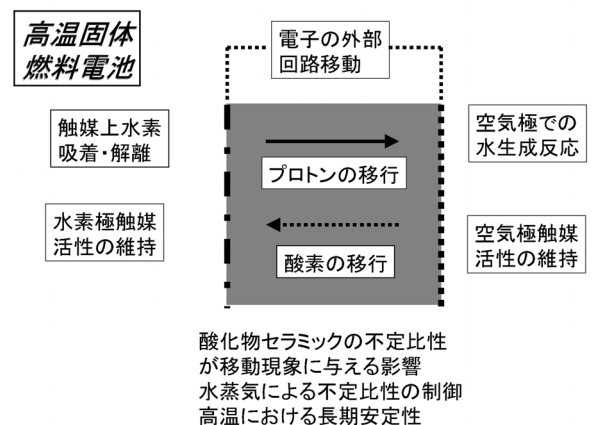 高温固体
燃料電池
電子の外部
回路移動
触媒上水素
吸着・解離
空気極での
水生成反応
プロトンの移行
水素極触媒
活性の維持
空気極触媒
活性の維持
酸素の移行
酸化物セラミックの不定比性
が移動現象に与える影響
水蒸気による不定比性の制御
高温における長期安定性